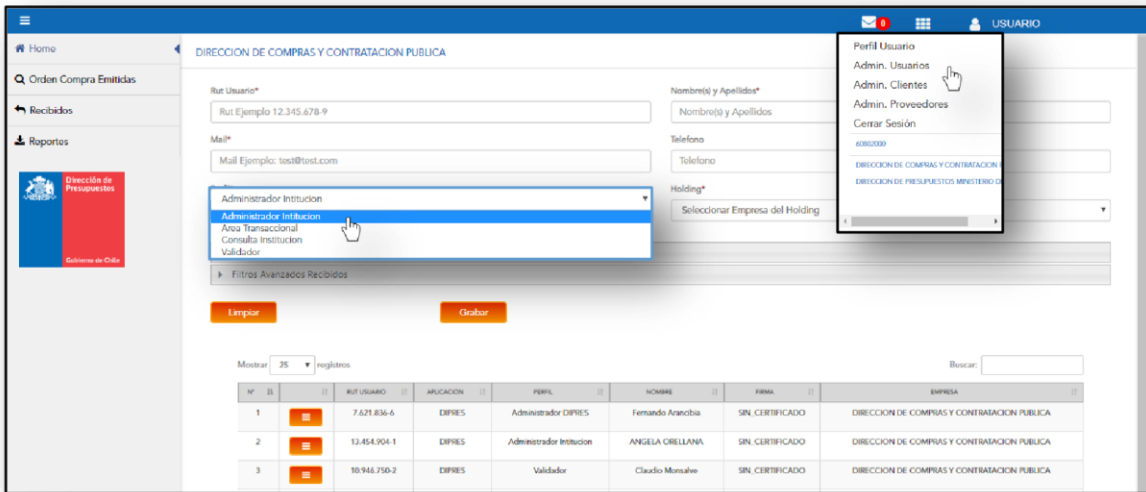 0
USUARIO
Home
DIRECCION DE COMPRAS Y CONTRATACION PUBLICA
Orden Compra Emitidas
Recibidos
Reportes
Dirección de
Presupuestos
Gobierno de Chile
Perfil Usuario
Admin. Usuarios
Admin. Clientes
Admin. Proveedores
Cerrar Sesión
60802000
DIRECCION DE COMPRAS Y CONTRATACION
DIRECCION DE PRESUPUESTOS MINISTERIO D
Rut Usuario* Nombre(s) y Apellidos*
Rut Ejemplo 12.345.678-9 Nombre(s) y Apellidos
Mail* Telefono
Mail Ejemplo: test@test.com Telefono
Holding*
Administrador Intitucion Seleccionar Empresa del Holding
Administrador Intitucion
Area Transaccional
Consulta Institucion
Validador
Filtros Avanzados Recibidos
Limpiar Grabar
Mostrar 25 registros Buscar:
N° RUT USUARIO APLICACION PERFIL NOMBRE FIRMA EMPRESA
1 7.621.836-6 DIPRES Administrador DIPRES Fernando Arancibia SIN_CERTIFICADO DIRECCION DE COMPRAS Y CONTRATACION PUBLICA
2 13.454.904-1 DIPRES Administrador Intitucion ANGELA ORELLANA SIN_CERTIFICADO DIRECCION DE COMPRAS Y CONTRATACION PUBLICA
3 10.946.750-2 DIPRES Validador Claudio Monsalve SIN_CERTIFICADO DIRECCION DE COMPRAS Y CONTRATACION PUBLICA